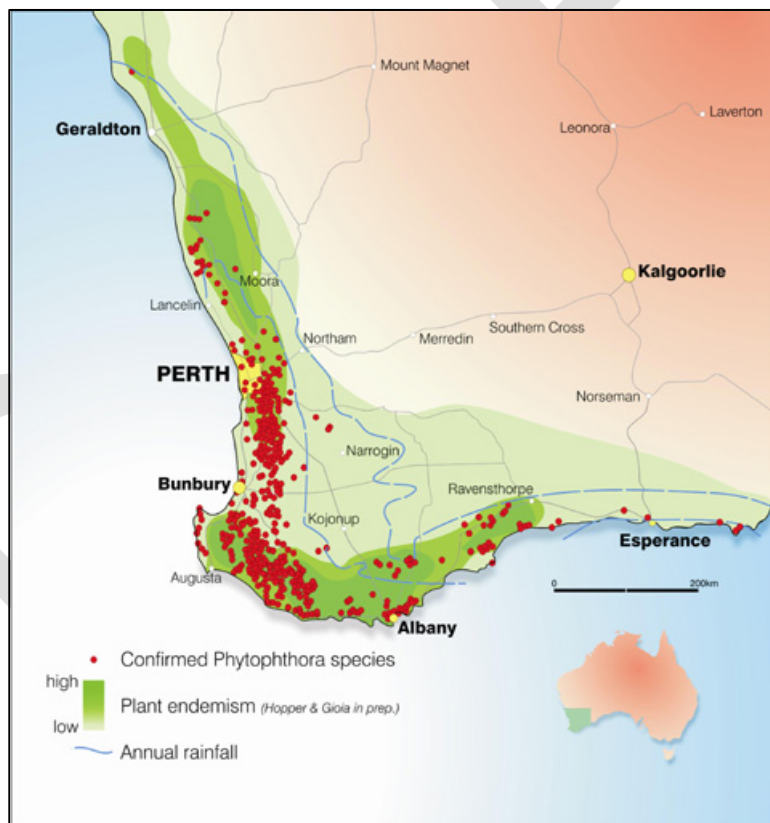 Mount Magnet
Geraldton
Leonora
Laverton
Moora
Kalgoorlie
Lancelin
Northam
Merredin
Southern Cross
PERTH
Norseman
Narrogin
Bunbury
Ravensthorpe
Kojonup
Esperance
Augusta
0
200km
Albany
Confirmed Phytophthora species
high
Plant endemism (Hopper & Gioia in prep.)
low
Annual rainfall